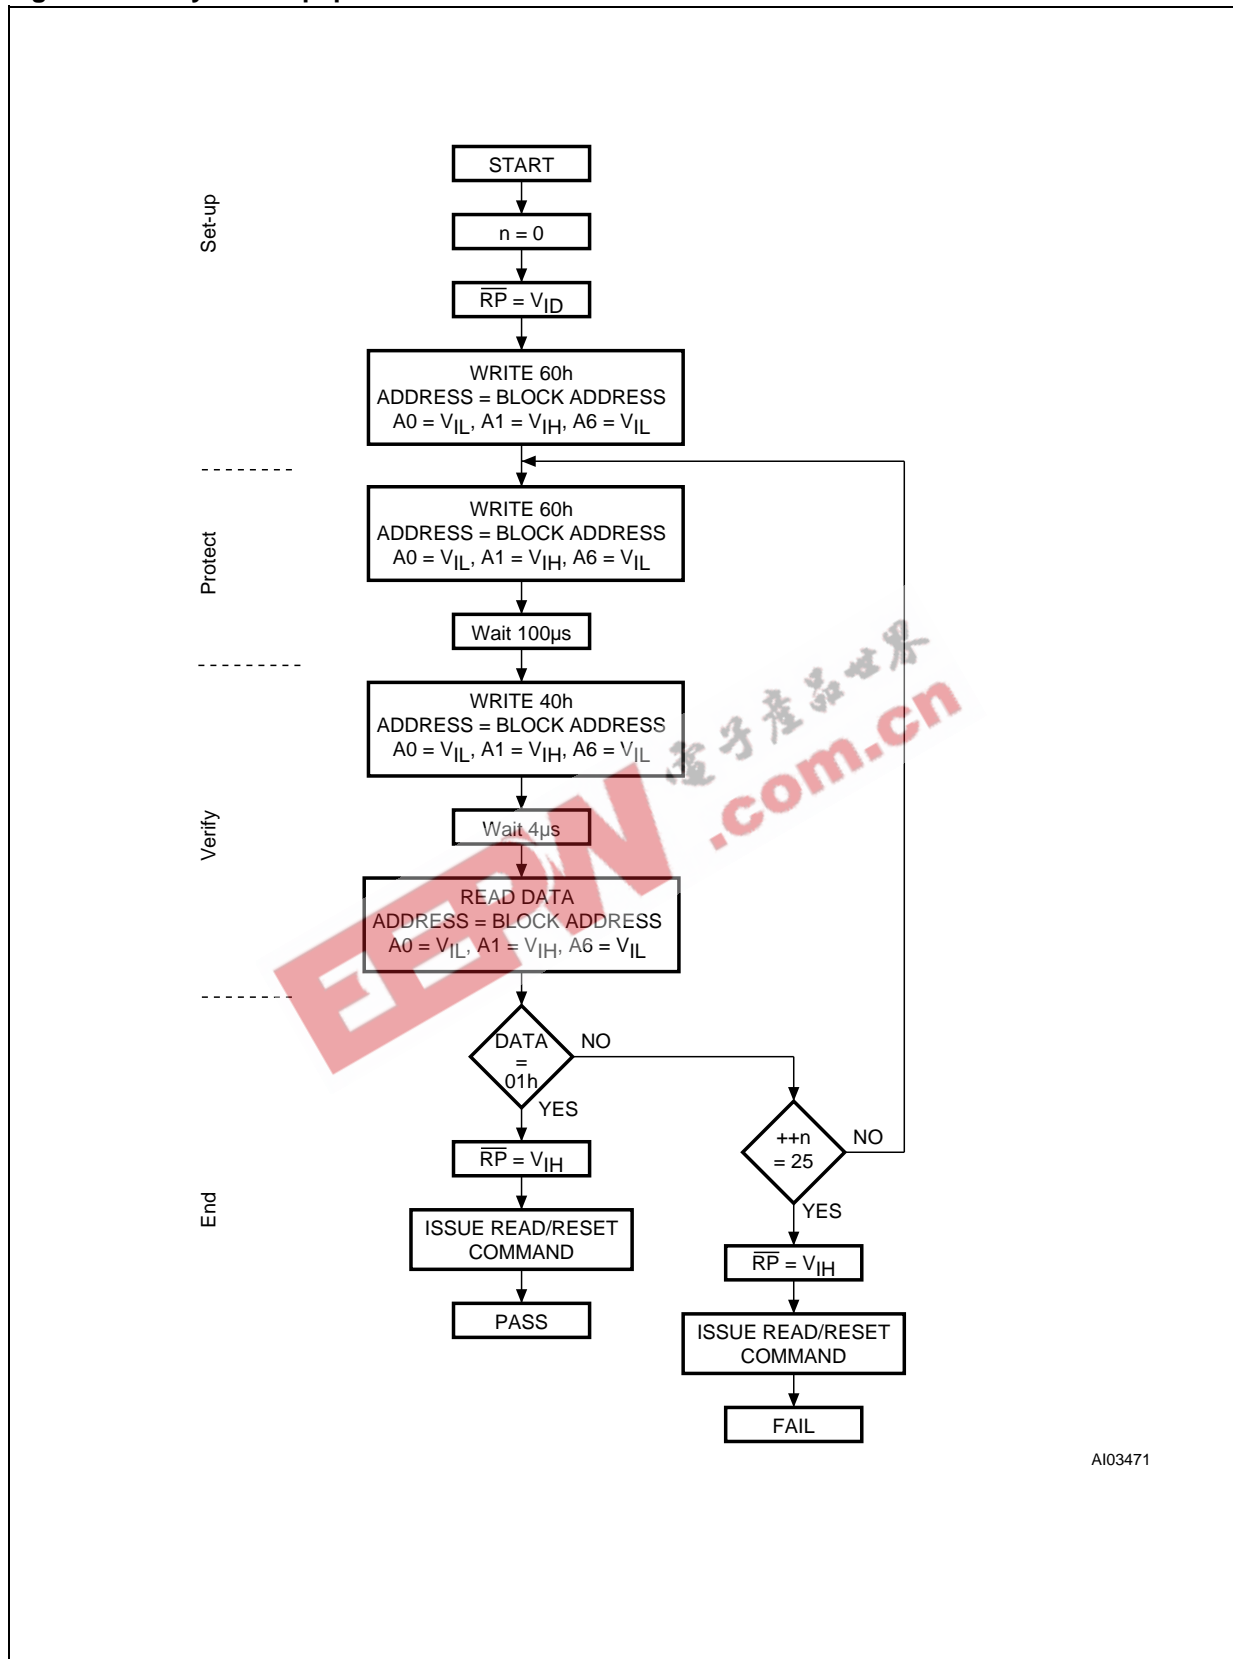 START
Set-up
n = 0
RP = VID
WRITE 60h
ADDRESS = BLOCK ADDRESS
A0 = VIL, A1 = VIH, A6 = VIL
Protect
WRITE 60h
ADDRESS = BLOCK ADDRESS
A0 = VIL, A1 = VIH, A6 = VIL
Wait 100µs
Verify
WRITE 40h
ADDRESS = BLOCK ADDRESS
A0 = VIL, A1 = VIH, A6 = VIL
電子產品世界
EEPW
.com.cn
Wait 4µs
READ DATA
ADDRESS = BLOCK ADDRESS
A0 = VIL, A1 = VIH, A6 = VIL
End
DATA
=
01h
NO
YES
++n
= 25
NO
YES
RP = VIH
ISSUE READ/RESET
COMMAND
PASS
RP = VIH
ISSUE READ/RESET
COMMAND
FAIL
AI03471